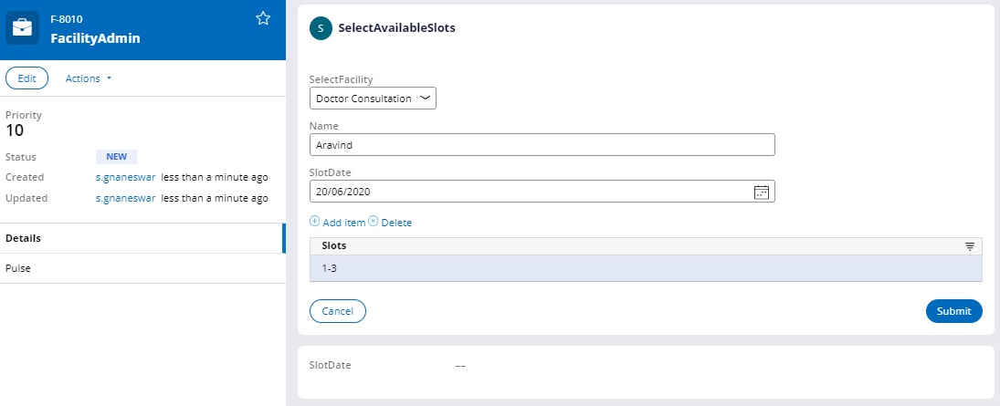 F-8010
FacilityAdmin
Edit
Actions
Priority
10
Status NEW
Created s.gnaneswar less than a minute ago
Updated s.gnaneswar less than a minute ago
Details
Pulse
S SelectAvailableSlots
SelectFacility
Doctor Consultation
Name
Aravind
SlotDate
20/06/2020
Add item Delete
Slots
1-3
Cancel
Submit
SlotDate --